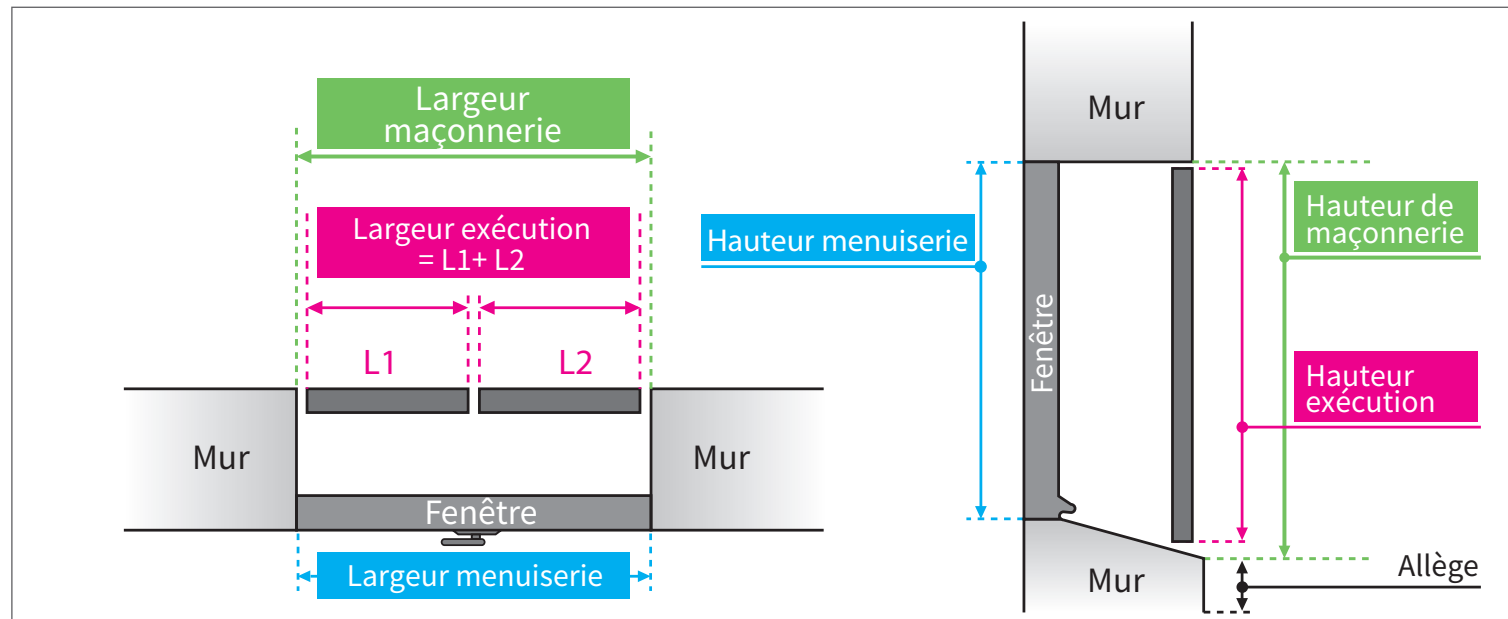 Largeur
maçonnerie
Largeur exécution
= L1+ L2
L1
L2
Mur
Mur
Fenêtre
Largeur menuiserie
Mur
Hauteur menuiserie
Fenêtre
Hauteur de
maçonnerie
Hauteur
exécution
Mur
Allège